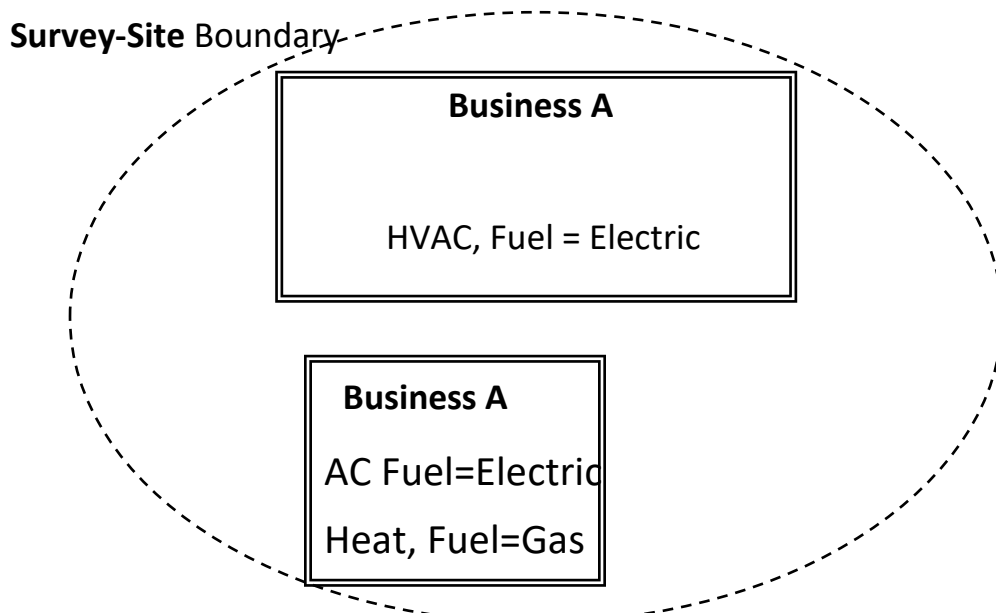 Survey-Site Boundary
Business A
HVAC, Fuel = Electric
Business A
AC Fuel=Electric
Heat, Fuel=Gas